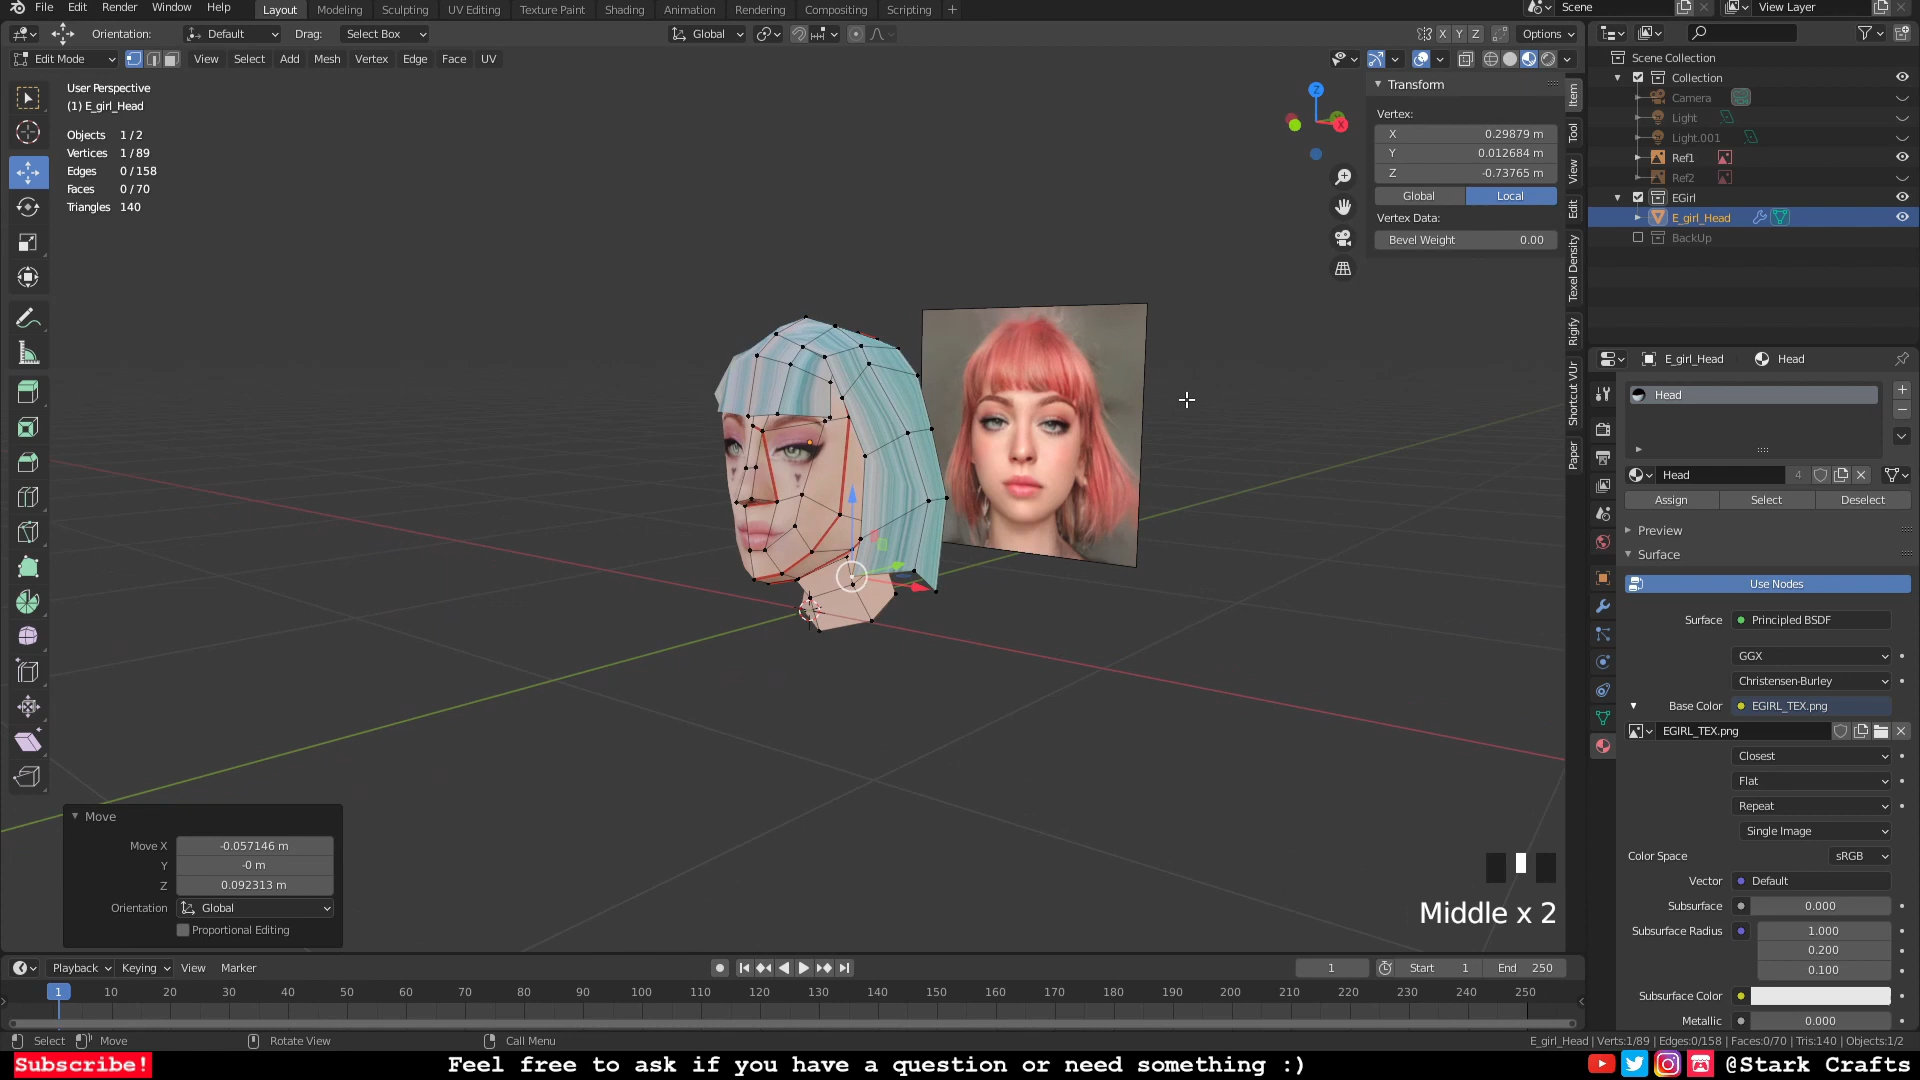 File Edit Render Window Help Layout Modeling Sculpting UV Editing Texture Paint Shading Animation Rendering Compositing Scripting + Scene View Layer
Orientation: Default Drag: Select Box Global X Y Z Options
Edit Mode View Select Add Mesh Vertex Edge Face UV
User Perspective
(1) E_girl_Head
Objects 1 / 2
Vertices 1 / 89
Edges 0 / 158
Faces 0 / 70
Triangles 140
Z
X
Transform
Vertex:
X 0.29879 m
Y 0.012684 m
Z -0.73765 m
Global Local
Vertex Data:
Bevel Weight 0.00
Item
Tool
View
Edit
Texel Density
Rigify
Shortcut VUr
Paper
Scene Collection
Collection
Camera
Light
Light.001
Ref1
Ref2
EGirl
E_girl_Head
BackUp
E_girl_Head Head
Head
Head 4
Assign Select Deselect
Preview
Surface
Use Nodes
Surface Principled BSDF
GGX
Christensen-Burley
Base Color EGIRL_TEX.png
EGIRL_TEX.png
Closest
Flat
Repeat
Single Image
Color Space sRGB
Vector Default
Subsurface 0.000
Subsurface Radius 1.000
0.200
0.100
Subsurface Color
Metallic 0.000
Move
Move X -0.057146 m
Y -0 m
Z 0.092313 m
Orientation Global
Proportional Editing
Middle x 2
Playback Keying View Marker 1 Start 1 End 250
1 10 20 30 40 50 60 70 80 90 100 110 120 130 140 150 160 170 180 190 200 210 220 230 240 250
Select Move Rotate View Call Menu E_girl_Head | Verts:1/89 | Edges:0/158 | Faces:0/70 | Tris:140 | Objects:1/2
Subscribe! Feel free to ask if you have a question or need something :) @Stark Crafts